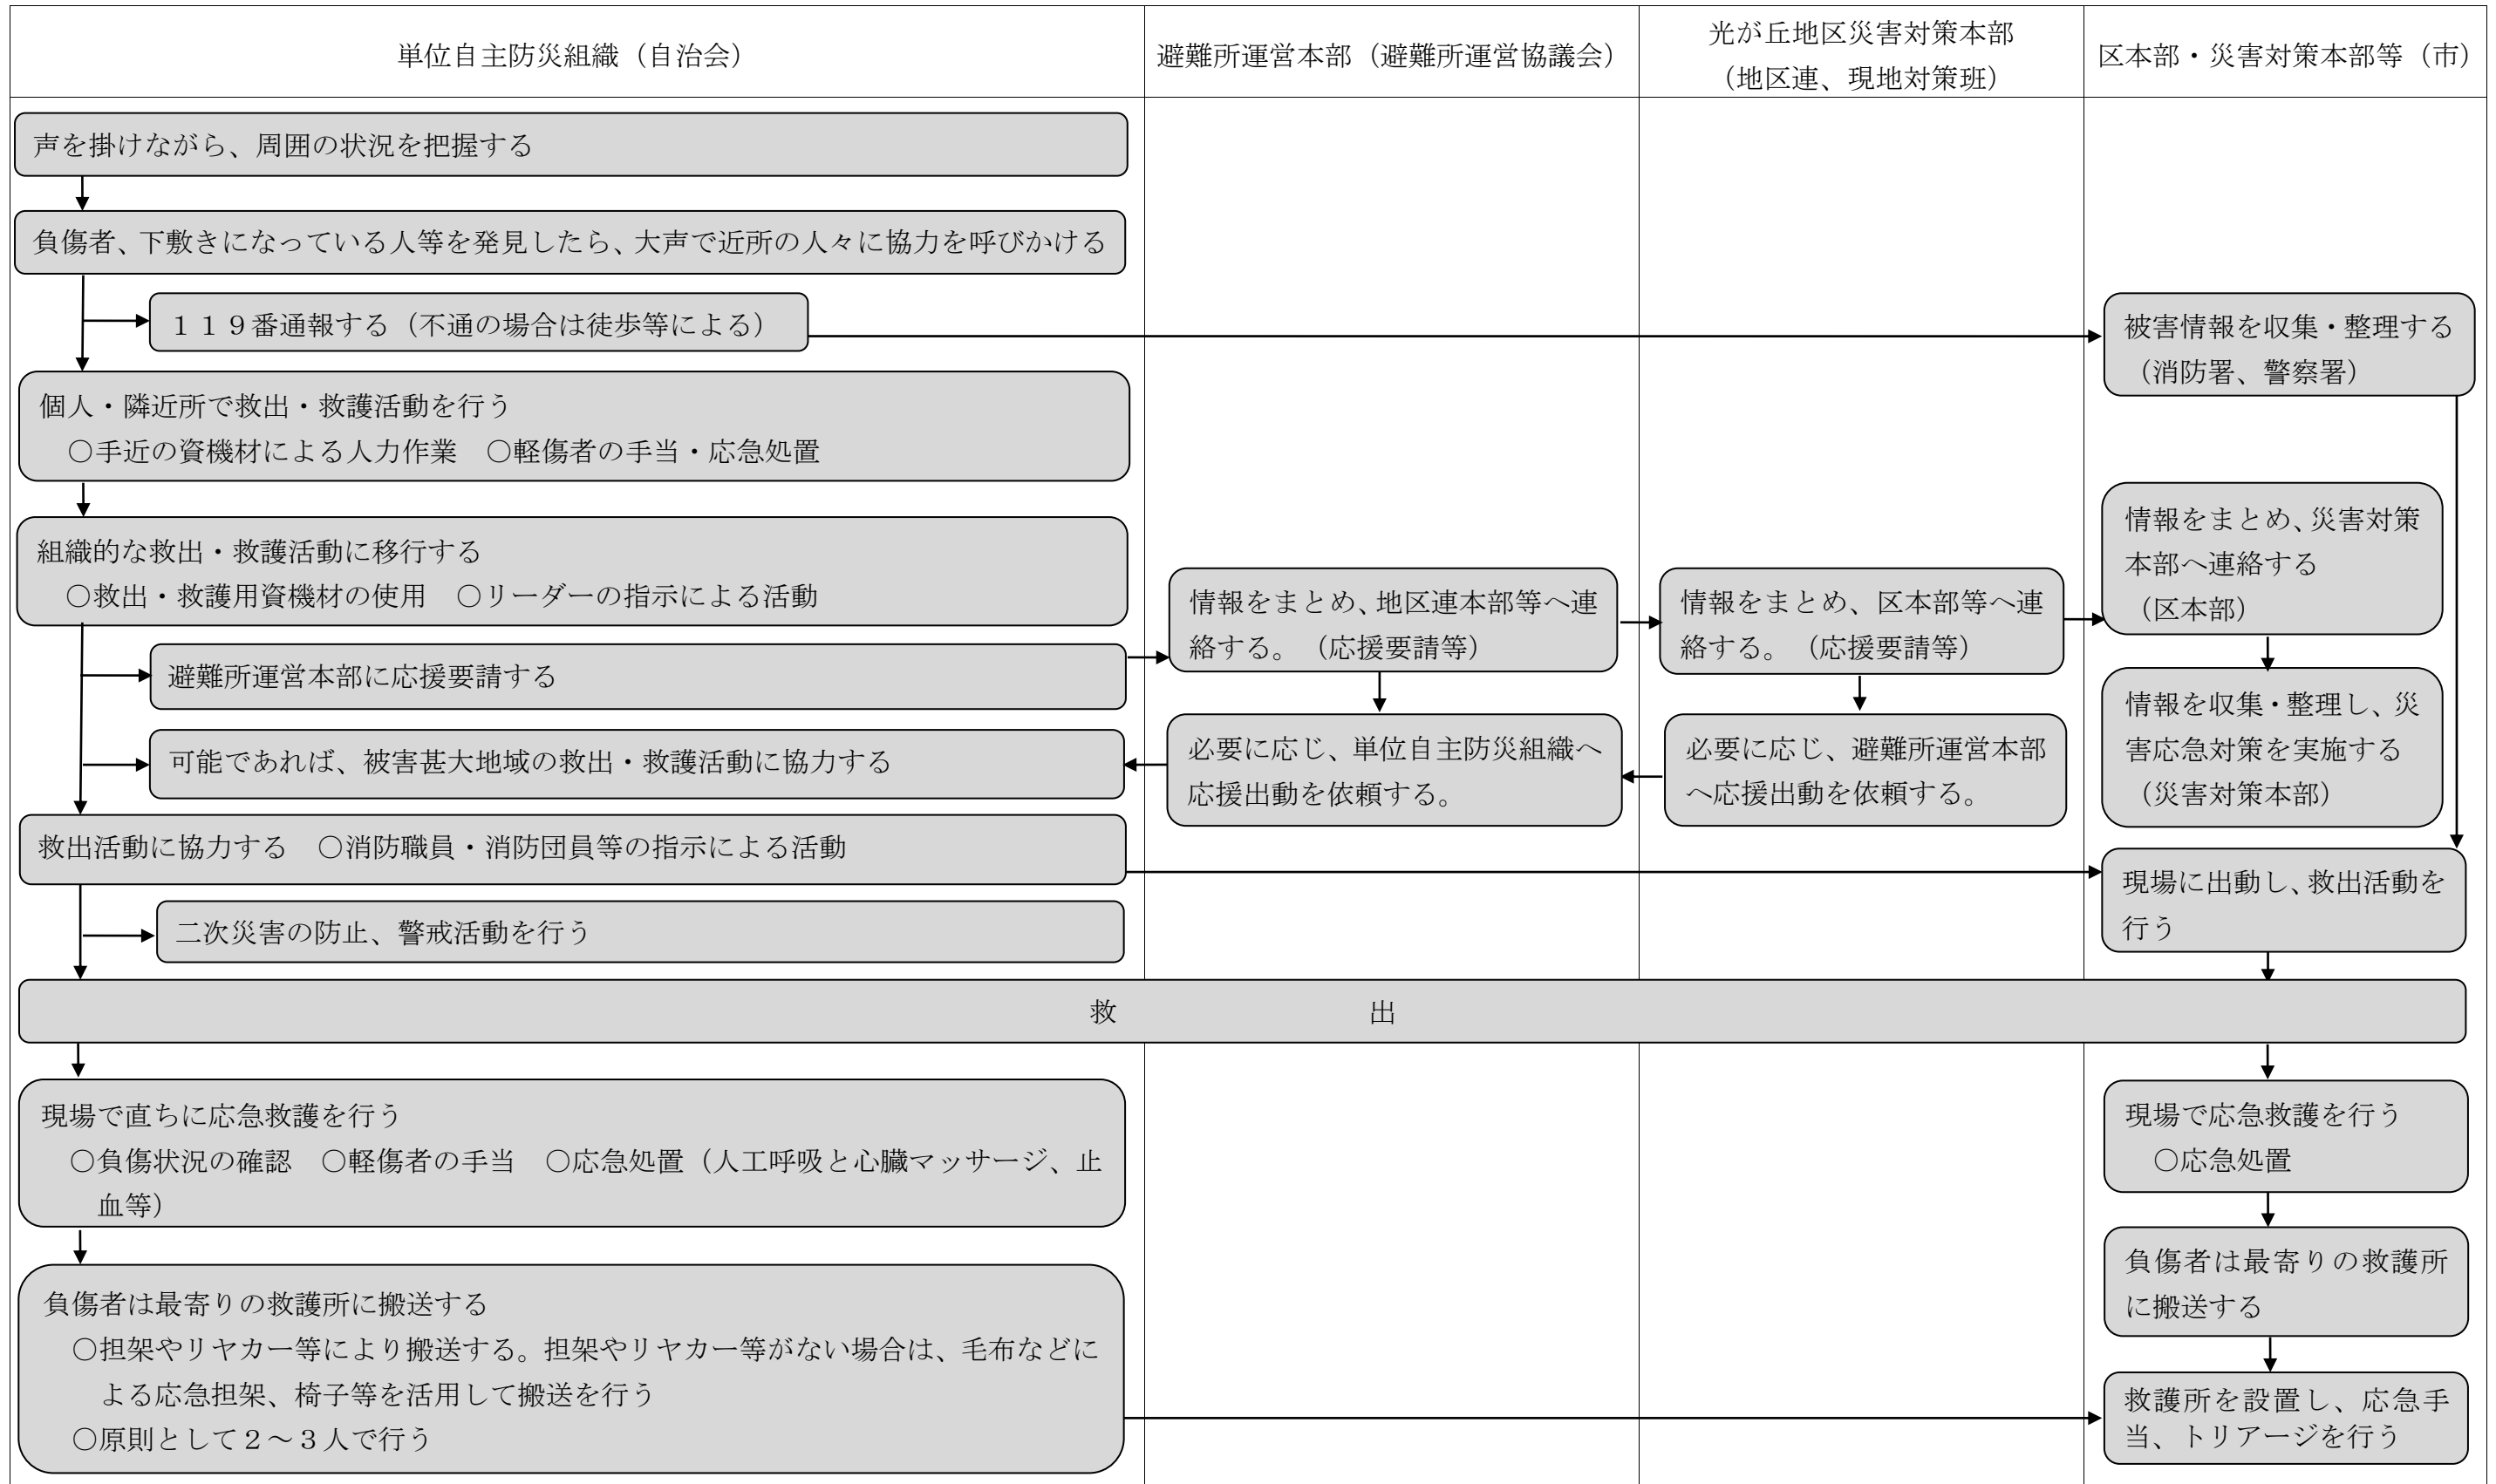 単位自主防災組織（自治会）
避難所運営本部（避難所運営協議会）
光が丘地区災害対策本部
（地区連、現地対策班）
区本部・災害対策本部等（市）
声を掛けながら、周囲の状況を把握する
負傷者、下敷きになっている人等を発見したら、大声で近所の人々に協力を呼びかける
１１９番通報する（不通の場合は徒歩等による）
被害情報を収集・整理する
（消防署、警察署）
個人・隣近所で救出・救護活動を行う
○手近の資機材による人力作業　○軽傷者の手当・応急処置
組織的な救出・救護活動に移行する
○救出・救護用資機材の使用　○リーダーの指示による活動
情報をまとめ、地区連本部等へ連
絡する。（応援要請等）
情報をまとめ、区本部等へ連
絡する。（応援要請等）
情報をまとめ、災害対策
本部へ連絡する
（区本部）
避難所運営本部に応援要請する
可能であれば、被害甚大地域の救出・救護活動に協力する
必要に応じ、単位自主防災組織へ
応援出動を依頼する。
必要に応じ、避難所運営本部
へ応援出動を依頼する。
情報を収集・整理し、災
害応急対策を実施する
（災害対策本部）
救出活動に協力する　○消防職員・消防団員等の指示による活動
現場に出動し、救出活動を
行う
二次災害の防止、警戒活動を行う
救　　　　　　　　　出
現場で直ちに応急救護を行う
○負傷状況の確認　○軽傷者の手当　○応急処置（人工呼吸と心臓マッサージ、止
血等）
現場で応急救護を行う
○応急処置
負傷者は最寄りの救護所
に搬送する
負傷者は最寄りの救護所に搬送する
○担架やリヤカー等により搬送する。担架やリヤカー等がない場合は、毛布などに
よる応急担架、椅子等を活用して搬送を行う
○原則として２～３人で行う
救護所を設置し、応急手
当、トリアージを行う